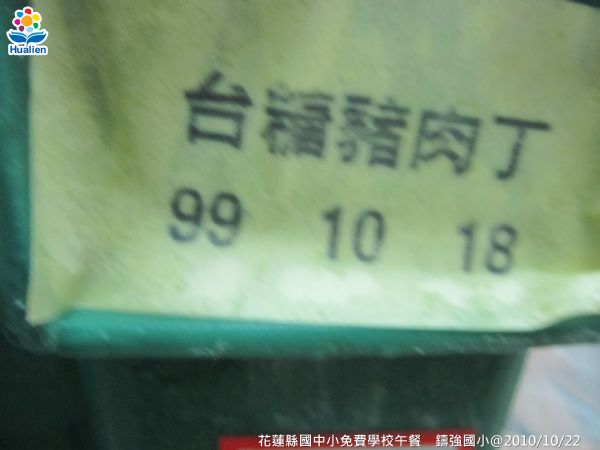 Hualien
台糖豬肉丁
99 10 18
花蓮縣國中小免費學校午餐 鑄強國小@2010/10/22